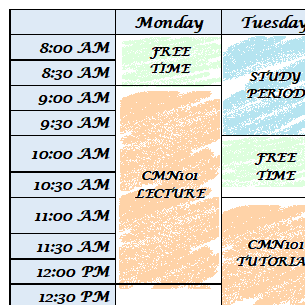 Monday Tuesday
8:00 AM
8:30 AM
FREE
TIME
STUDY
PERIOD
9:00 AM
9:30 AM
10:00 AM
10:30 AM
CMN101
LECTURE
FREE
TIME
11:00 AM
11:30 AM
12:00 PM
12:30 PM
CMN101
TUTORIA